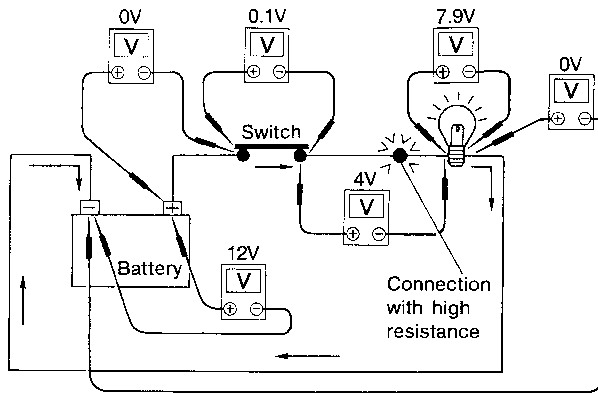 0V
0.1V
7.9V
0V
V
V
V
V
+ −
+ −
+ −
+ −
Switch
4V
V
+ −
− +
Battery
12V
V
+ −
Connection
with high
resistance